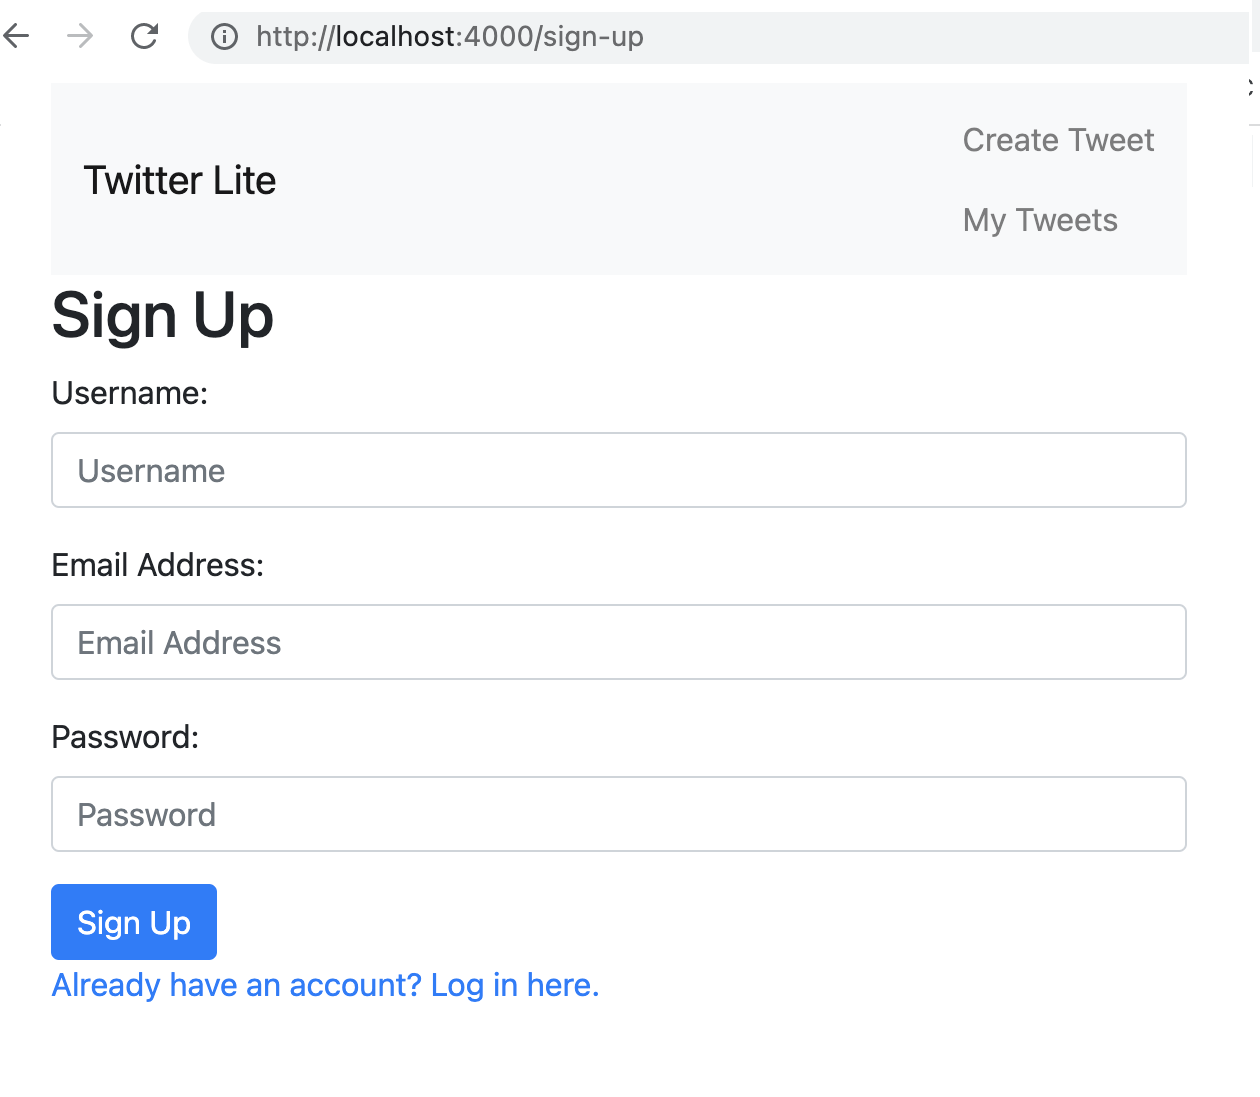 http://localhost:4000/sign-up
Twitter Lite
Create Tweet
My Tweets
Sign Up
Username:
Username
Email Address:
Email Address
Password:
Password
Sign Up
Already have an account? Log in here.